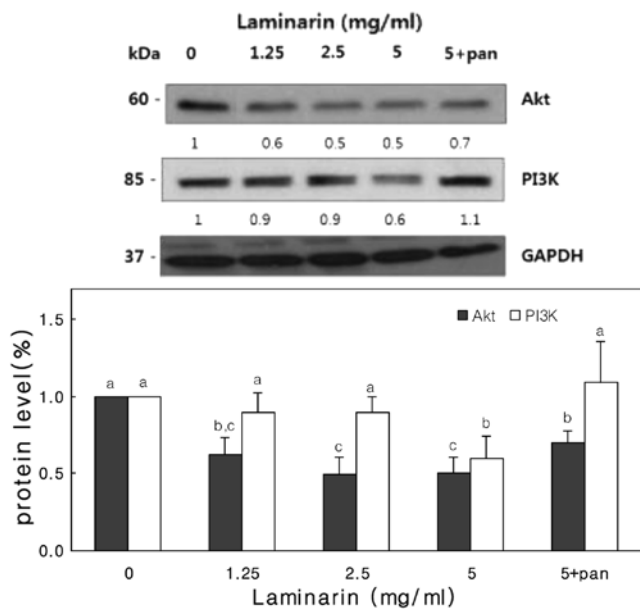 Laminarin (mg/ml)
kDa 0 1.25 2.5 5 5+pan
60 - Akt
1 0.6 0.5 0.5 0.7
85 - PI3K
1 0.9 0.9 0.6 1.1
37 - GAPDH
Akt PI3K
1.5
1.0
0.5
0.0
protein level(%)
a a b,c a c a c b b a
0 1.25 2.5 5 5+pan
Laminarin (mg/ml)